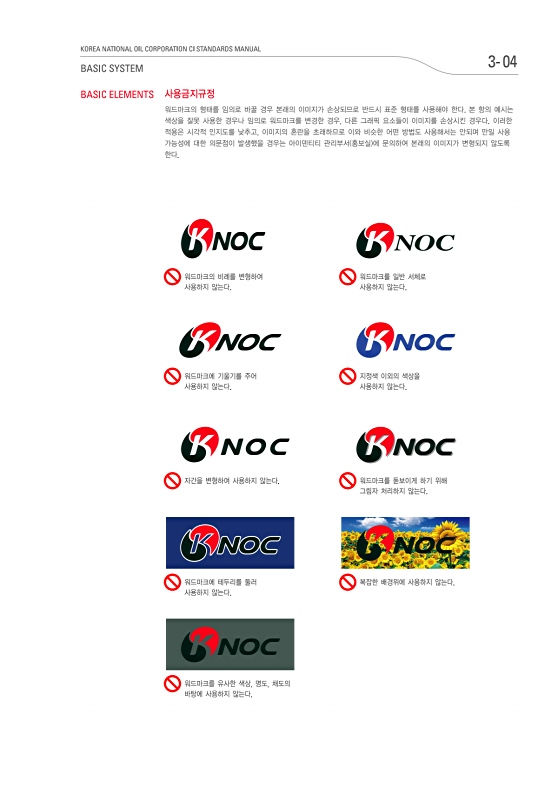 KOREA NATIONAL OIL CORPORATION CI STANDARDS MANUAL
3-04
BASIC SYSTEM
BASIC ELEMENTS 사용금지규정
워드마크의 형태를 임의로 바꿀 경우 본래의 이미지가 손상되므로 반드시 표준 형태를 사용해야 한다. 본 항의 예시는
색상을 잘못 사용한 경우나 임의로 워드마크를 변경한 경우, 다른 그래픽 요소들이 이미지를 손상시킨 경우다. 이러한
적용은 시각적 인지도를 낮추고, 이미지의 혼란을 초래하므로 이와 비슷한 어떤 방법도 사용해서는 안되며 만일 사용
가능성에 대한 의문점이 발생했을 경우는 아이덴티티 관리부서(홍보실)에 문의하여 본래의 이미지가 변형되지 않도록
한다.
KNOC
KNOC
워드마크의 비례를 변형하여
사용하지 않는다.
워드마크를 일반 서체로
사용하지 않는다.
KNOC
KNOC
워드마크에 기울기를 주어
사용하지 않는다.
지정색 이외의 색상을
사용하지 않는다.
KNOC
KNOC
자간을 변형하여 사용하지 않는다.
워드마크를 돋보이게 하기 위해
그림자 처리하지 않는다.
KNOC
KNOC
워드마크에 테두리를 둘러
사용하지 않는다.
복잡한 배경위에 사용하지 않는다.
KNOC
워드마크를 유사한 색상, 명도, 채도의
바탕에 사용하지 않는다.